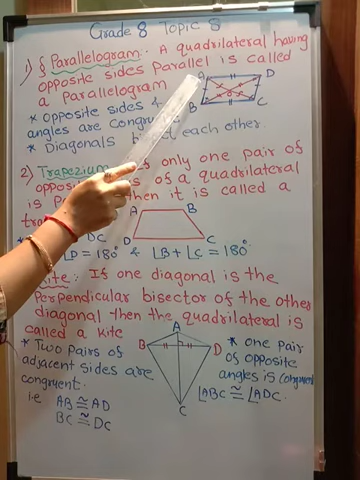 Grade 8 Topic 8
1) { Parallelogram: A quadrilateral having
opposite sides parallel is called
a Parallelogram
A D
B C
* Opposite sides &
angles are
* Diagonals each other.
2) Trapezium: If only one pair of
of a quadrilateral
is then it is called a
A B
D C
DC
∠D = 180° & ∠B + ∠C = 180°
Kite: If one diagonal is the
Perpendicular bisector of the other
diagonal then the quadrilateral is
called a Kite
A
B D
C
* Two pairs of
adjacent sides are
congruent.
i.e AB ≅ AD
BC ≅ DC
* one pair
of opposite
angles is congruent
∠ABC ≅ ∠ADC.